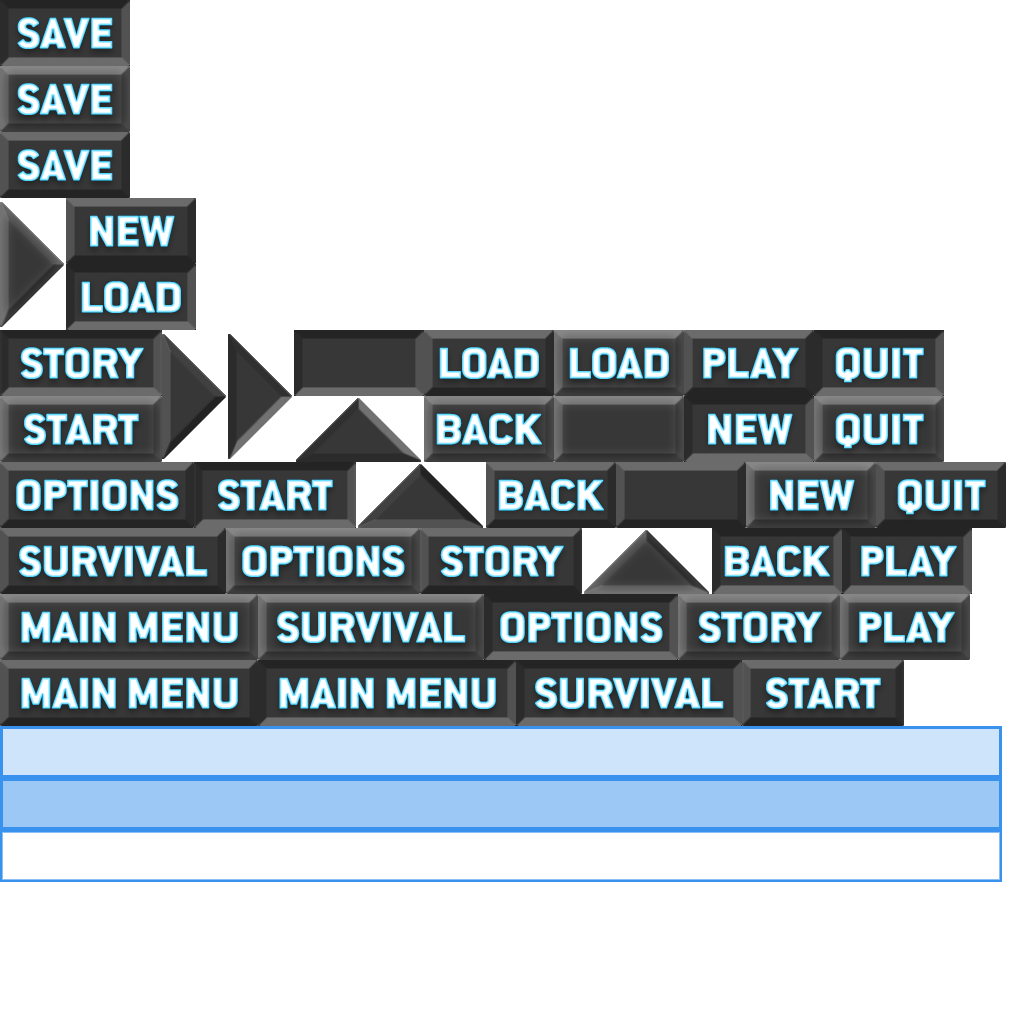 SAVE
SAVE
SAVE
NEW
LOAD
STORY LOAD LOAD PLAY QUIT
START BACK NEW QUIT
OPTIONS START BACK NEW QUIT
SURVIVAL OPTIONS STORY BACK PLAY
MAIN MENU SURVIVAL OPTIONS STORY PLAY
MAIN MENU MAIN MENU SURVIVAL START